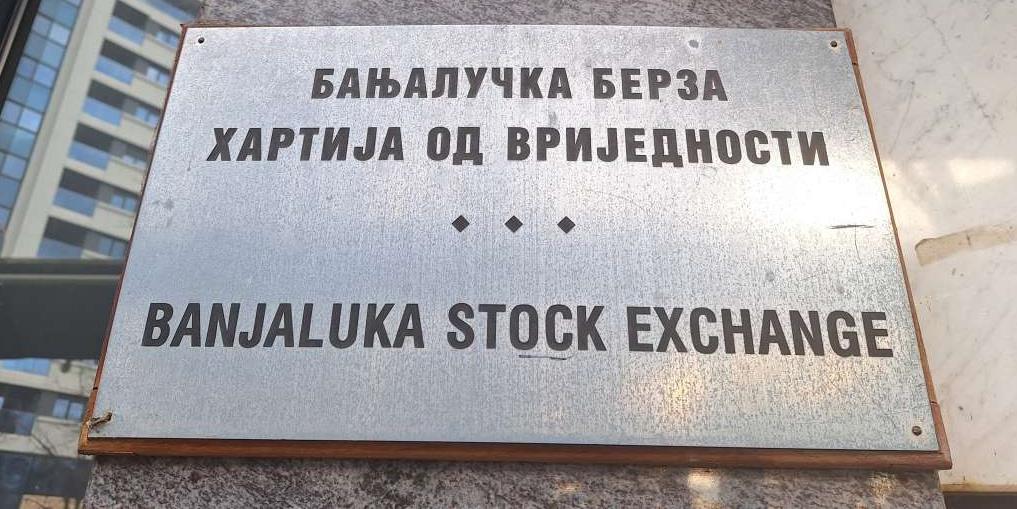 БАЊАЛУЧКА БЕРЗА
ХАРТИЈА ОД ВРИЈЕДНОСТИ
BANJALUKA STOCK EXCHANGE